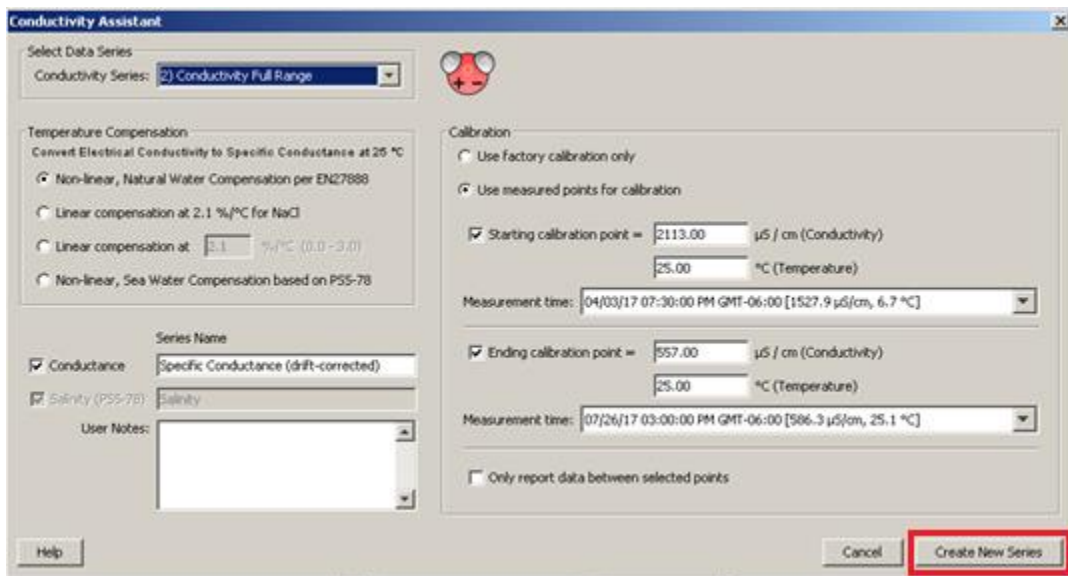 Conductivity Assistant
Select Data Series
Conductivity Series: 2) Conductivity Full Range
Temperature Compensation
Convert Electrical Conductivity to Specific Conductance at 25 °C
Non-linear, Natural Water Compensation per EN27888
Linear compensation at 2.1 %/°C for NaCl
Linear compensation at 2.1 %/°C (0.0 - 3.0)
Non-linear, Sea Water Compensation based on PSS-78
Series Name
Conductance Specific Conductance (drift-corrected)
Salinity (PSS-78) Salinity
User Notes:
Calibration
Use factory calibration only
Use measured points for calibration
Starting calibration point = 2113.00 µS / cm (Conductivity)
25.00 °C (Temperature)
Measurement time: 04/03/17 07:30:00 PM GMT-06:00 [1527.9 µS/cm, 6.7 °C]
Ending calibration point = 557.00 µS / cm (Conductivity)
25.00 °C (Temperature)
Measurement time: 07/26/17 03:00:00 PM GMT-06:00 [586.3 µS/cm, 25.1 °C]
Only report data between selected points
Help Cancel Create New Series